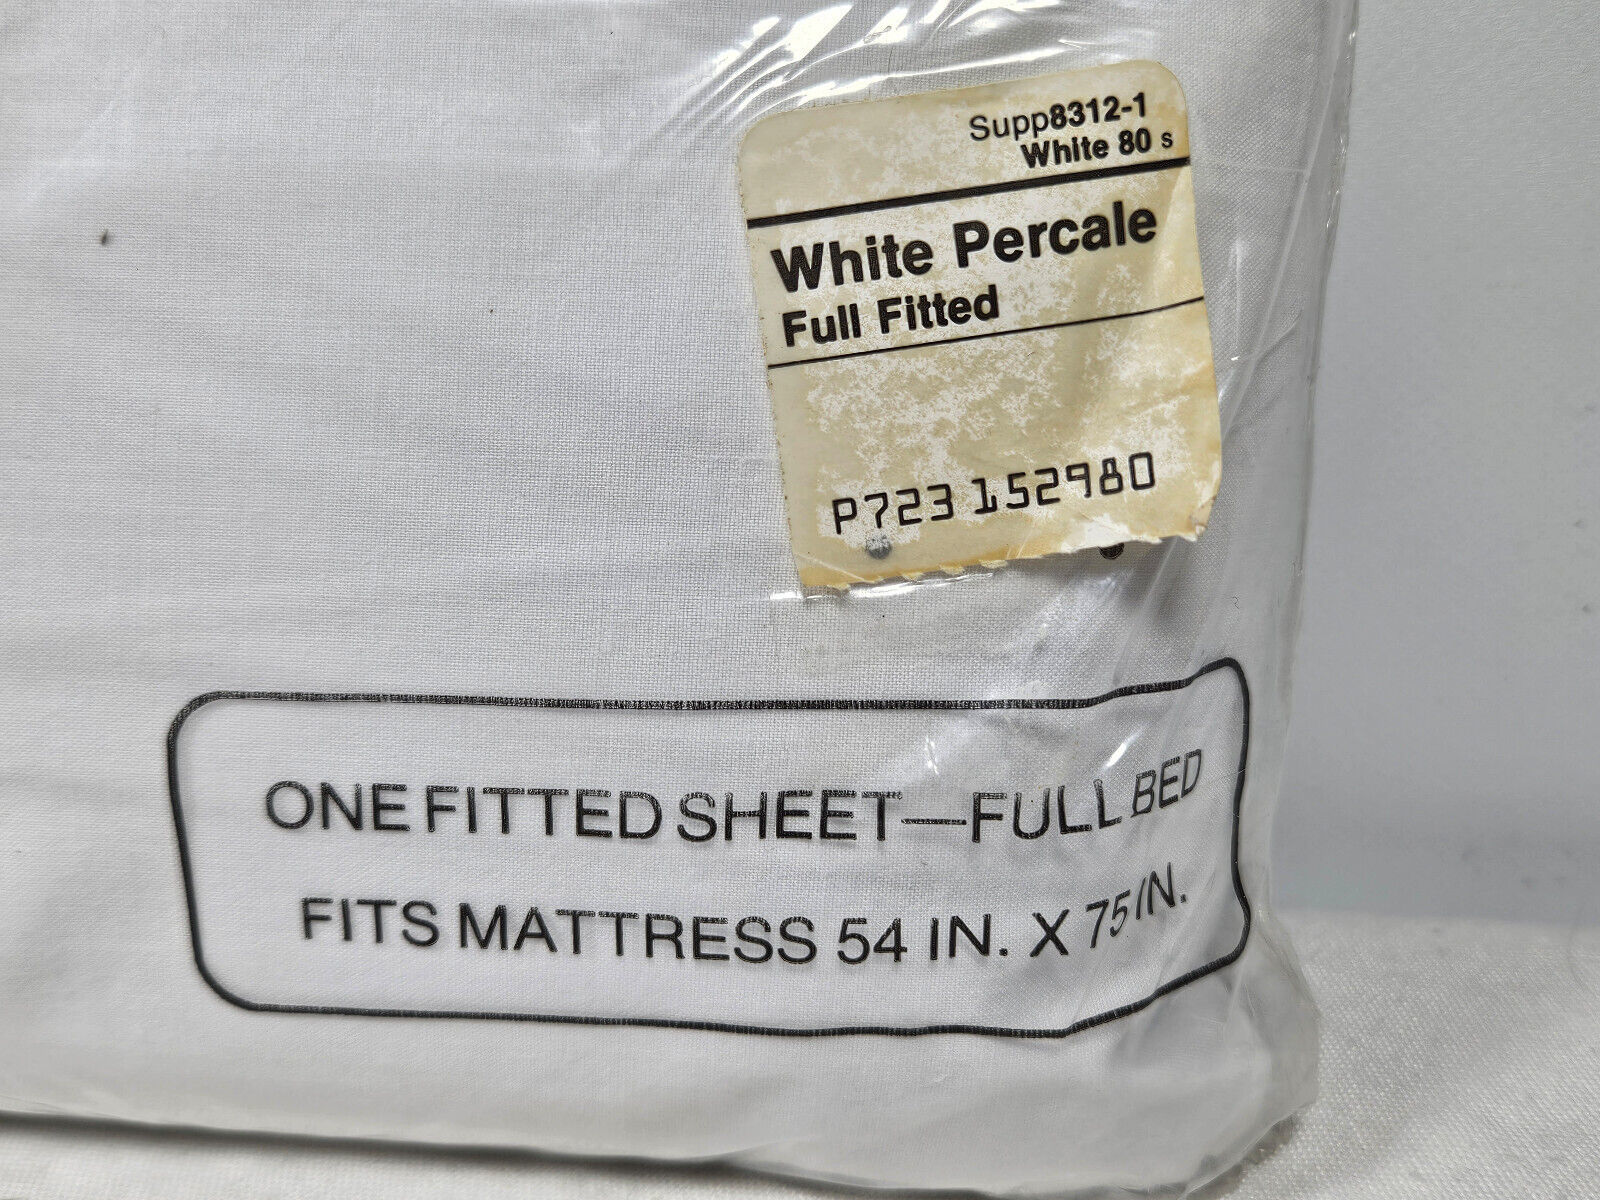 Supp8312-1
White 80 s
White Percale
Full Fitted
P723 152980
ONE FITTED SHEET—FULL BED
FITS MATTRESS 54 IN. X 75 IN.